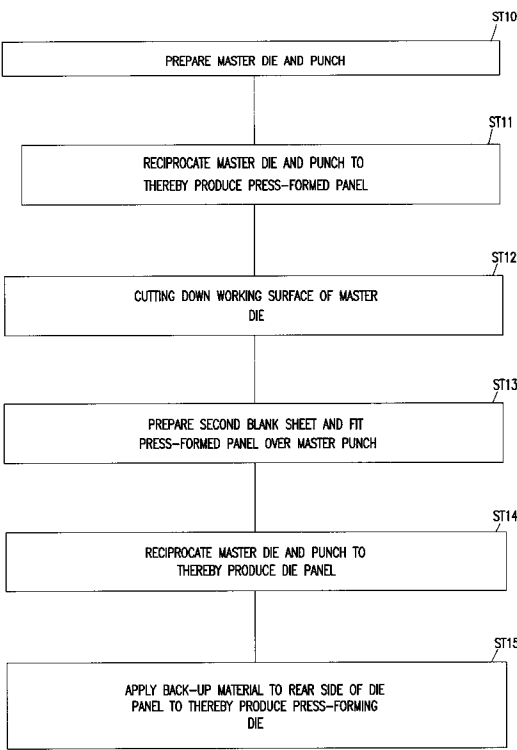 ST10
PREPARE MASTER DIE AND PUNCH
ST11
RECIPROCATE MASTER DIE AND PUNCH TO
THEREBY PRODUCE PRESS-FORMED PANEL
ST12
CUTTING DOWN WORKING SURFACE OF MASTER
DIE
ST13
PREPARE SECOND BLANK SHEET AND FIT
PRESS-FORMED PANEL OVER MASTER PUNCH
ST14
RECIPROCATE MASTER DIE AND PUNCH TO
THEREBY PRODUCE DIE PANEL
ST15
APPLY BACK-UP MATERIAL TO REAR SIDE OF DIE
PANEL TO THEREBY PRODUCE PRESS-FORMING
DIE